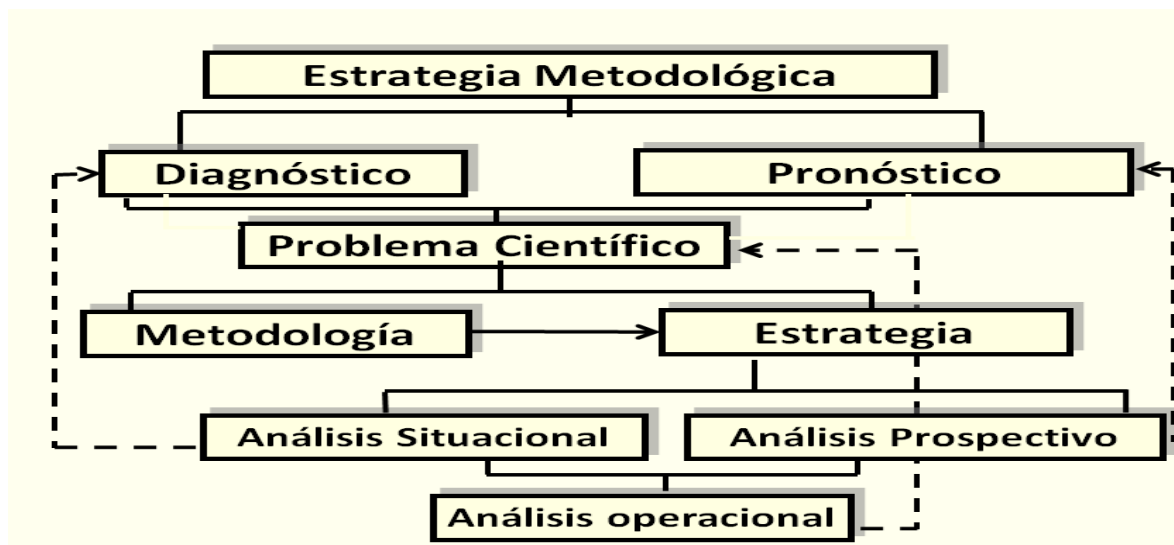 Estrategia Metodológica
Diagnóstico
Pronóstico
Problema Científico
Metodología
Estrategia
Análisis Situacional
Análisis Prospectivo
Análisis operacional